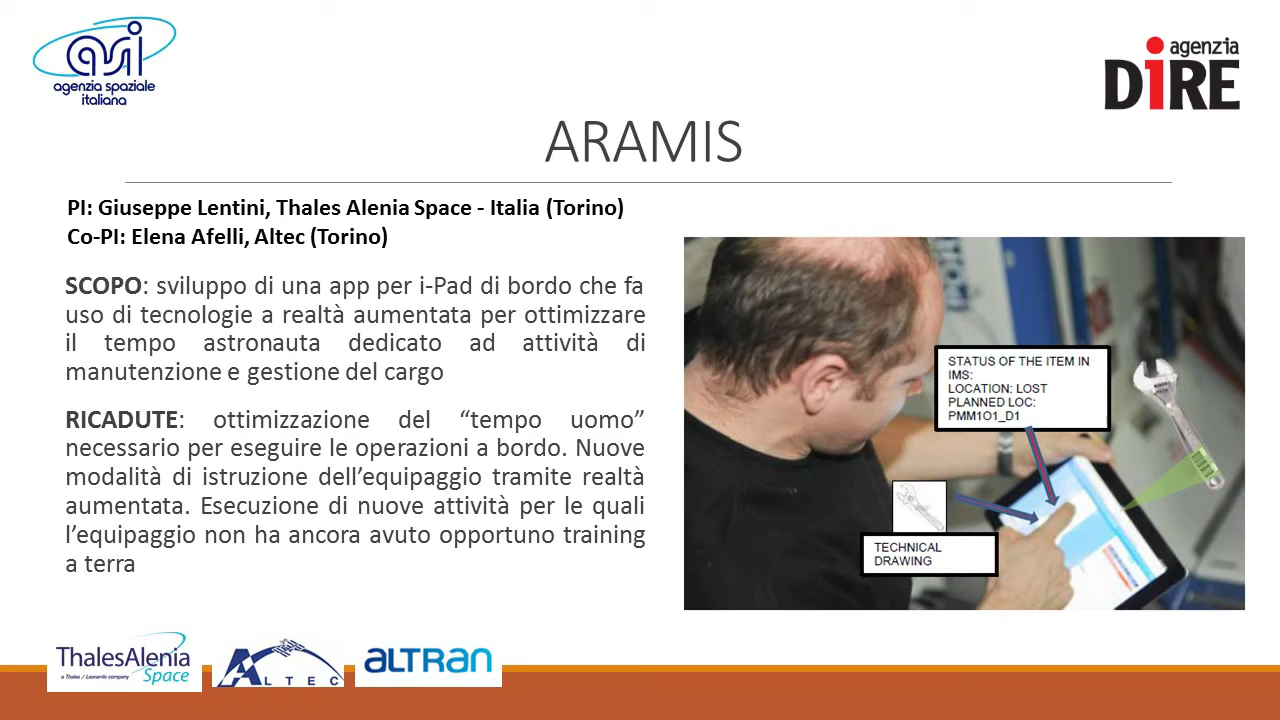 asi
agenzia spaziale
italiana
agenzia
DiRE
ARAMIS
PI: Giuseppe Lentini, Thales Alenia Space - Italia (Torino)
Co-PI: Elena Afelli, Altec (Torino)
SCOPO: sviluppo di una app per i-Pad di bordo che fa
uso di tecnologie a realtà aumentata per ottimizzare
il tempo astronauta dedicato ad attività di
manutenzione e gestione del cargo
RICADUTE: ottimizzazione del “tempo uomo”
necessario per eseguire le operazioni a bordo. Nuove
modalità di istruzione dell’equipaggio tramite realtà
aumentata. Esecuzione di nuove attività per le quali
l’equipaggio non ha ancora avuto opportuno training
a terra
STATUS OF THE ITEM IN
IMS:
LOCATION: LOST
PLANNED LOC:
PMM1O1_D1
TECHNICAL
DRAWING
ThalesAlenia
a Thales / Leonardo company
Space
ALTEC
ALTRAN